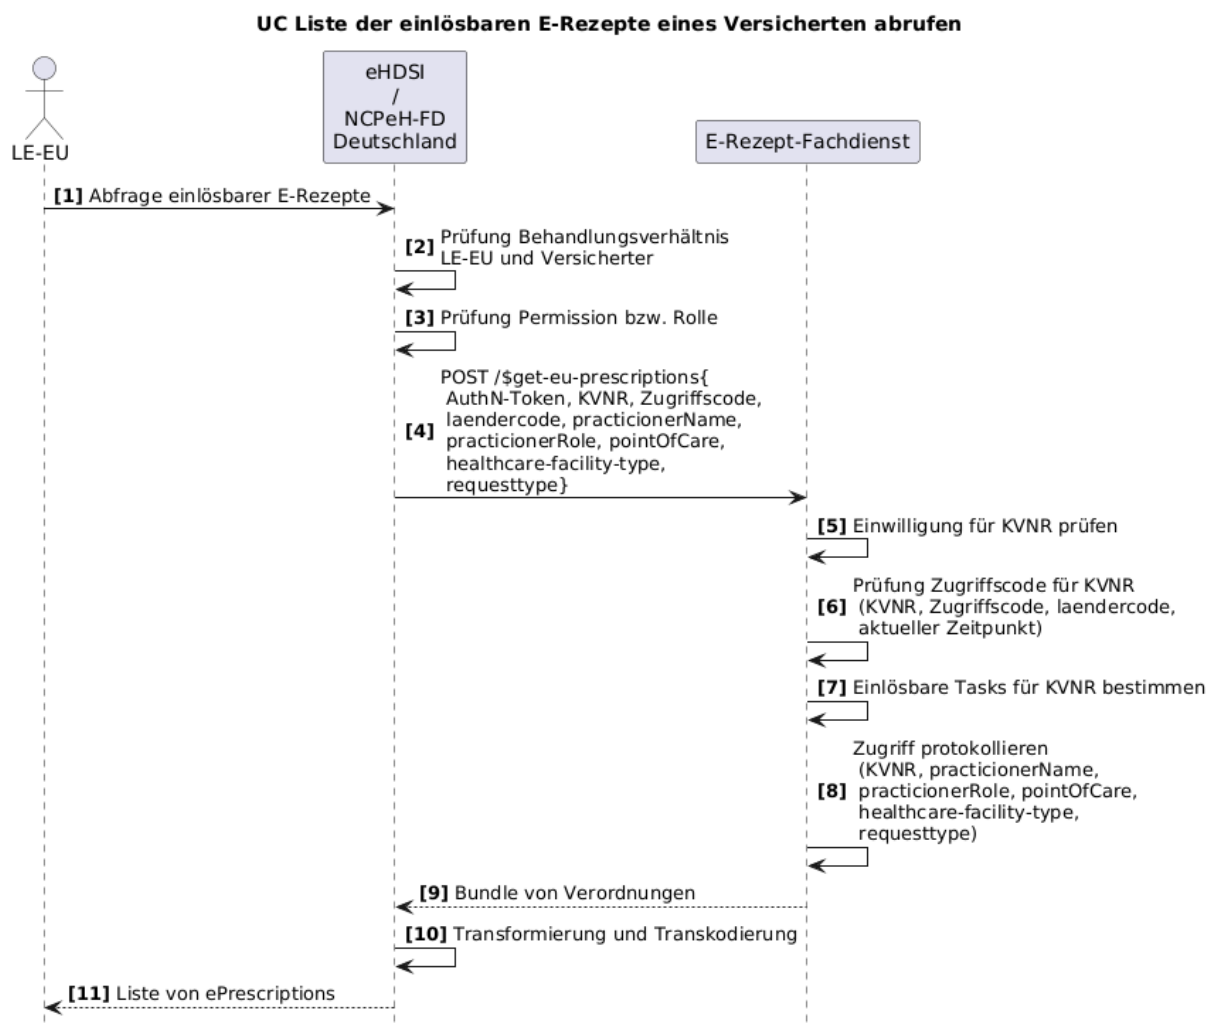 UC Liste der einlösbaren E-Rezepte eines Versicherten abrufen
LE-EU
eHDSI
/
NCPeH-FD
Deutschland
E-Rezept-Fachdienst
[1] Abfrage einlösbarer E-Rezepte
[2] Prüfung Behandlungsverhältnis
LE-EU und Versicherter
[3] Prüfung Permission bzw. Rolle
POST /$get-eu-prescriptions{
AuthN-Token, KVNR, Zugriffscode,
laendercode, practicionerName,
[4] practicionerRole, pointOfCare,
healthcare-facility-type,
requesttype}
[5] Einwilligung für KVNR prüfen
Prüfung Zugriffscode für KVNR
[6] (KVNR, Zugriffscode, laendercode,
aktueller Zeitpunkt)
[7] Einlösbare Tasks für KVNR bestimmen
Zugriff protokollieren
(KVNR, practicionerName,
[8] practicionerRole, pointOfCare,
healthcare-facility-type,
requesttype)
[9] Bundle von Verordnungen
[10] Transformierung und Transkodierung
[11] Liste von ePrescriptions